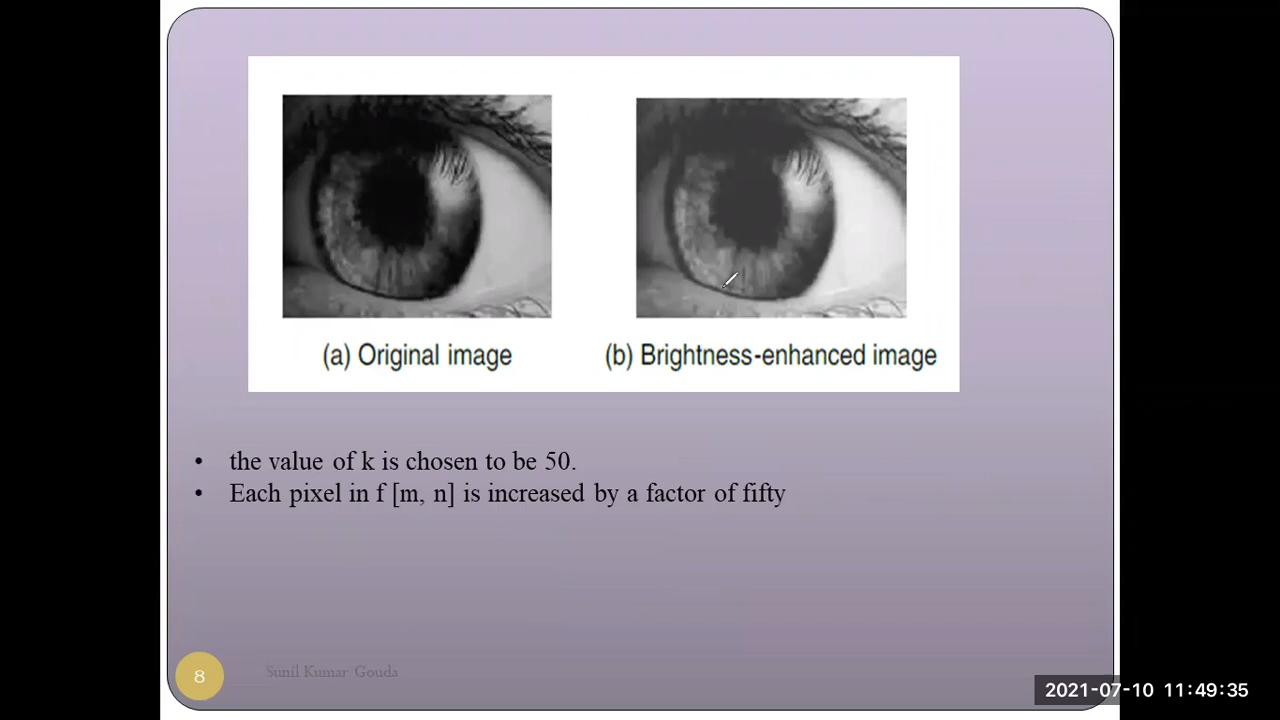 (a) Original image
(b) Brightness-enhanced image
• the value of k is chosen to be 50.
• Each pixel in f [m, n] is increased by a factor of fifty
8
Sunil Kumar Gouda
2021-07-10 11:49:35